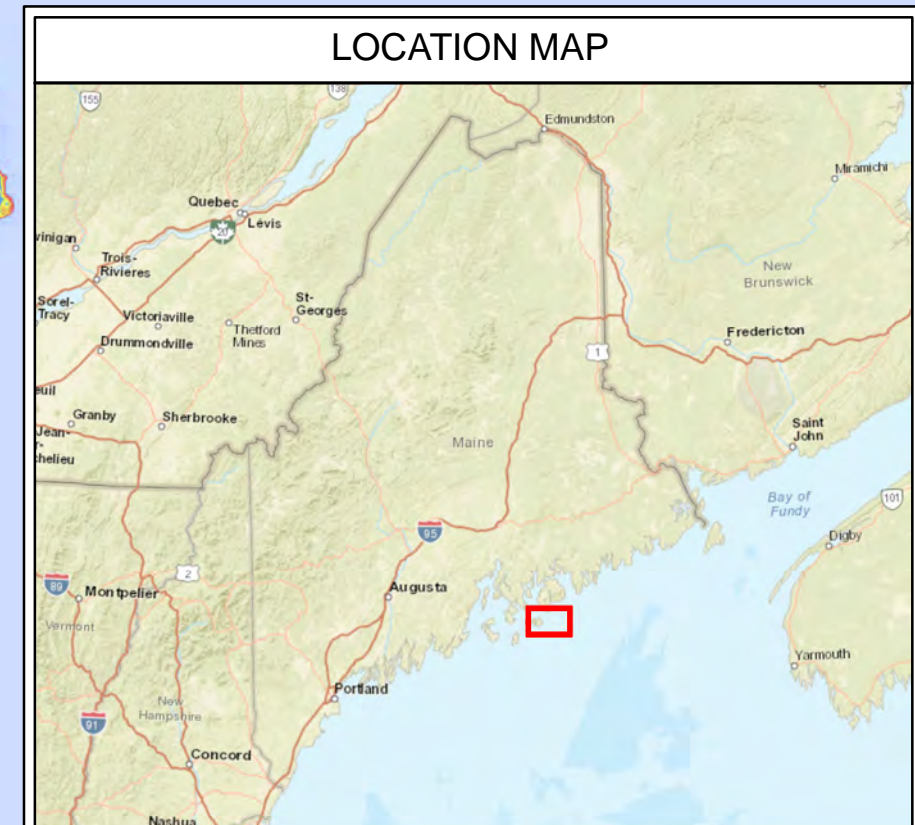 LOCATION MAP
155
138
Edmundston
Miramichi
Quebec
Lévis
20
vinigan
Trois-
Rivieres
New
Brunswick
Sorel-
Tracy
Victoriaville
St-
Georges
Thetford
Mines
Drummondville
Fredericton
1
euil
Granby
Sherbrooke
Saint
John
Jean-
r-
chelieu
Maine
Bay of
Fundy
101
95
Digby
2
89
Montpelier
Augusta
Vermont
Yarmouth
Portland
New
Hampshire
91
Concord
Nashua